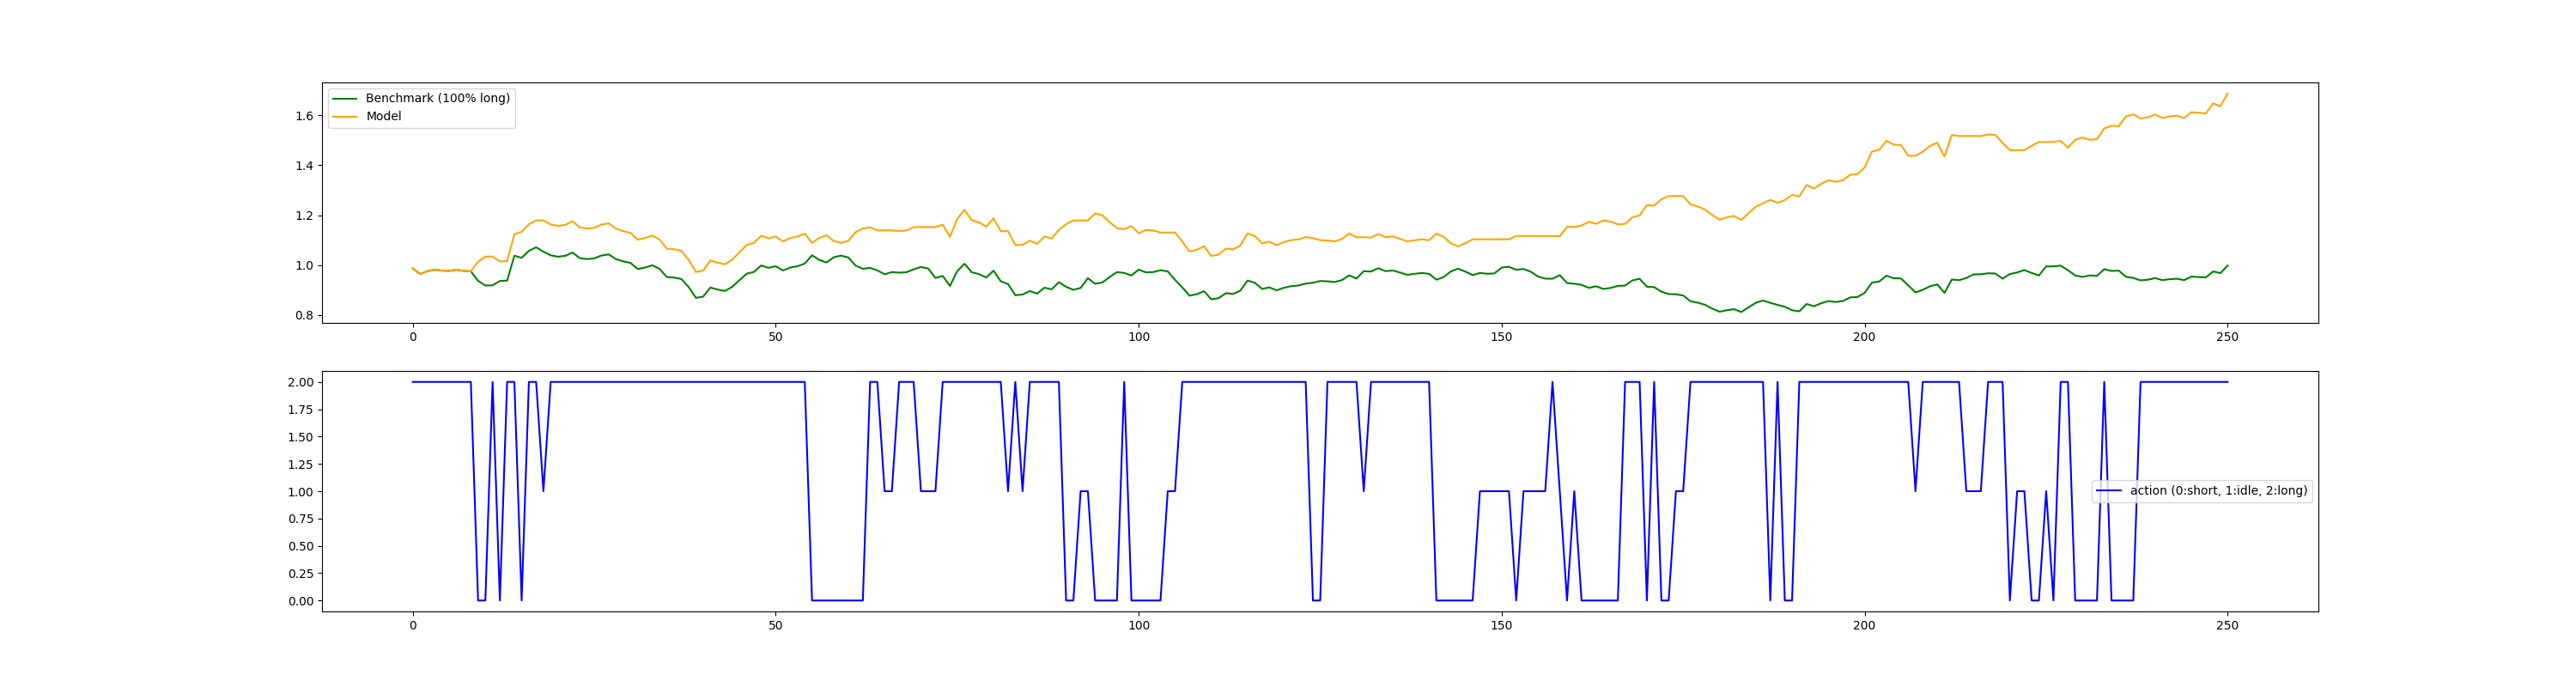 Benchmark (100% long)
Model
1.6
1.4
1.2
1.0
0.8
0 50 100 150 200 250
2.00
1.75
1.50
1.25
1.00
0.75
0.50
0.25
0.00
action (0:short, 1:idle, 2:long)
0 50 100 150 200 250